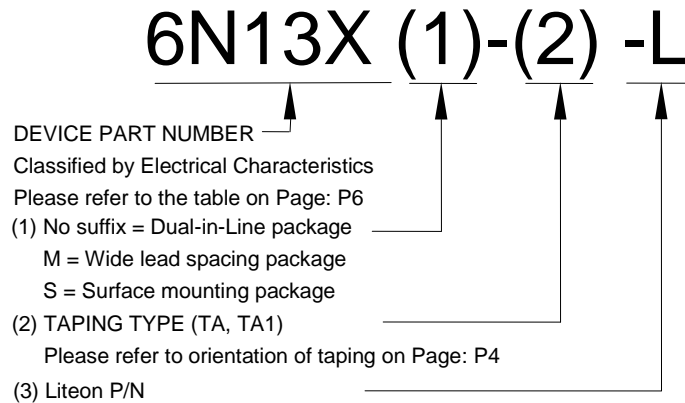 6N13X (1)-(2) -L
DEVICE PART NUMBER
Classified by Electrical Characteristics
Please refer to the table on Page: P6
(1) No suffix = Dual-in-Line package
M = Wide lead spacing package
S = Surface mounting package
(2) TAPING TYPE (TA, TA1)
Please refer to orientation of taping on Page: P4
(3) Liteon P/N